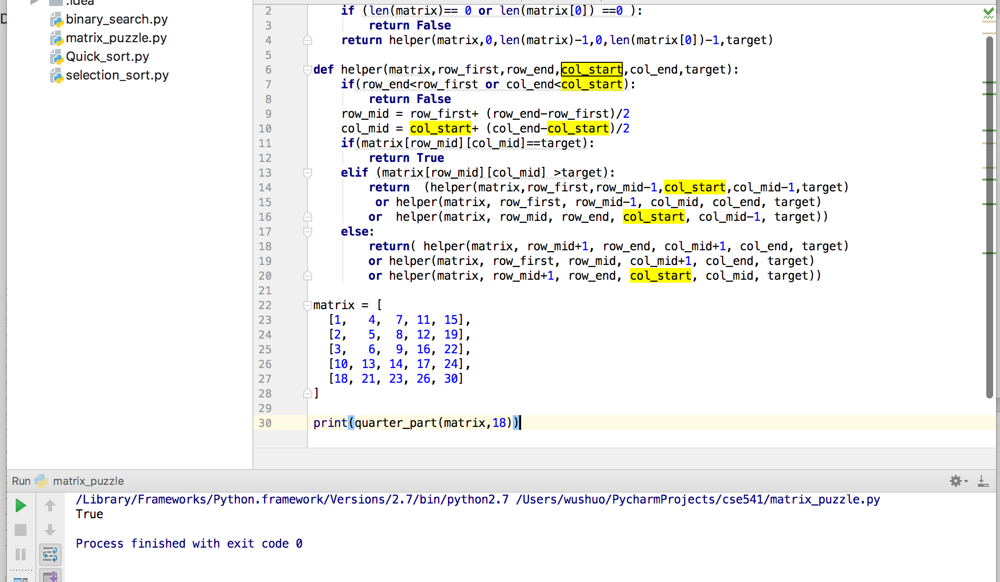 .idea
binary_search.py
matrix_puzzle.py
Quick_sort.py
selection_sort.py
2 if (len(matrix)== 0 or len(matrix[0]) ==0 ):
3 return False
4 return helper(matrix,0,len(matrix)-1,0,len(matrix[0])-1,target)
5
6 def helper(matrix,row_first,row_end,col_start,col_end,target):
7 if(row_end<row_first or col_end<col_start):
8 return False
9 row_mid = row_first+ (row_end-row_first)/2
10 col_mid = col_start+ (col_end-col_start)/2
11 if(matrix[row_mid][col_mid]==target):
12 return True
13 elif (matrix[row_mid][col_mid] >target):
14 return  (helper(matrix,row_first,row_mid-1,col_start,col_mid-1,target)
15 or helper(matrix, row_first, row_mid-1, col_mid, col_end, target)
16 or  helper(matrix, row_mid, row_end, col_start, col_mid-1, target))
17 else:
18 return( helper(matrix, row_mid+1, row_end, col_mid+1, col_end, target)
19 or helper(matrix, row_first, row_mid, col_mid+1, col_end, target)
20 or helper(matrix, row_mid+1, row_end, col_start, col_mid, target))
21
22 matrix = [
23 [1,   4,  7, 11, 15],
24 [2,   5,  8, 12, 19],
25 [3,   6,  9, 16, 22],
26 [10, 13, 14, 17, 24],
27 [18, 21, 23, 26, 30]
28 ]
29
30 print(quarter_part(matrix,18))
Run matrix_puzzle
/Library/Frameworks/Python.framework/Versions/2.7/bin/python2.7 /Users/wushuo/PycharmProjects/cse541/matrix_puzzle.py
True
Process finished with exit code 0